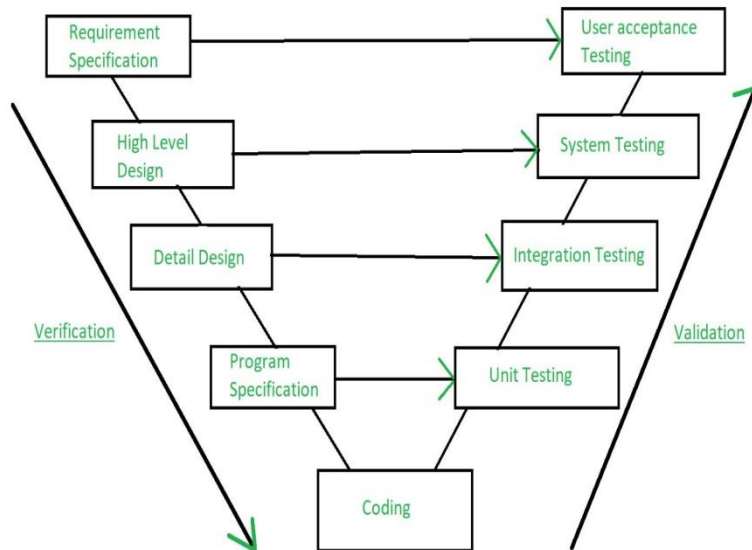 Requirement
Specification
User acceptance
Testing
High Level
Design
System Testing
Detail Design
Integration Testing
Verification
Validation
Program
Specification
Unit Testing
Coding